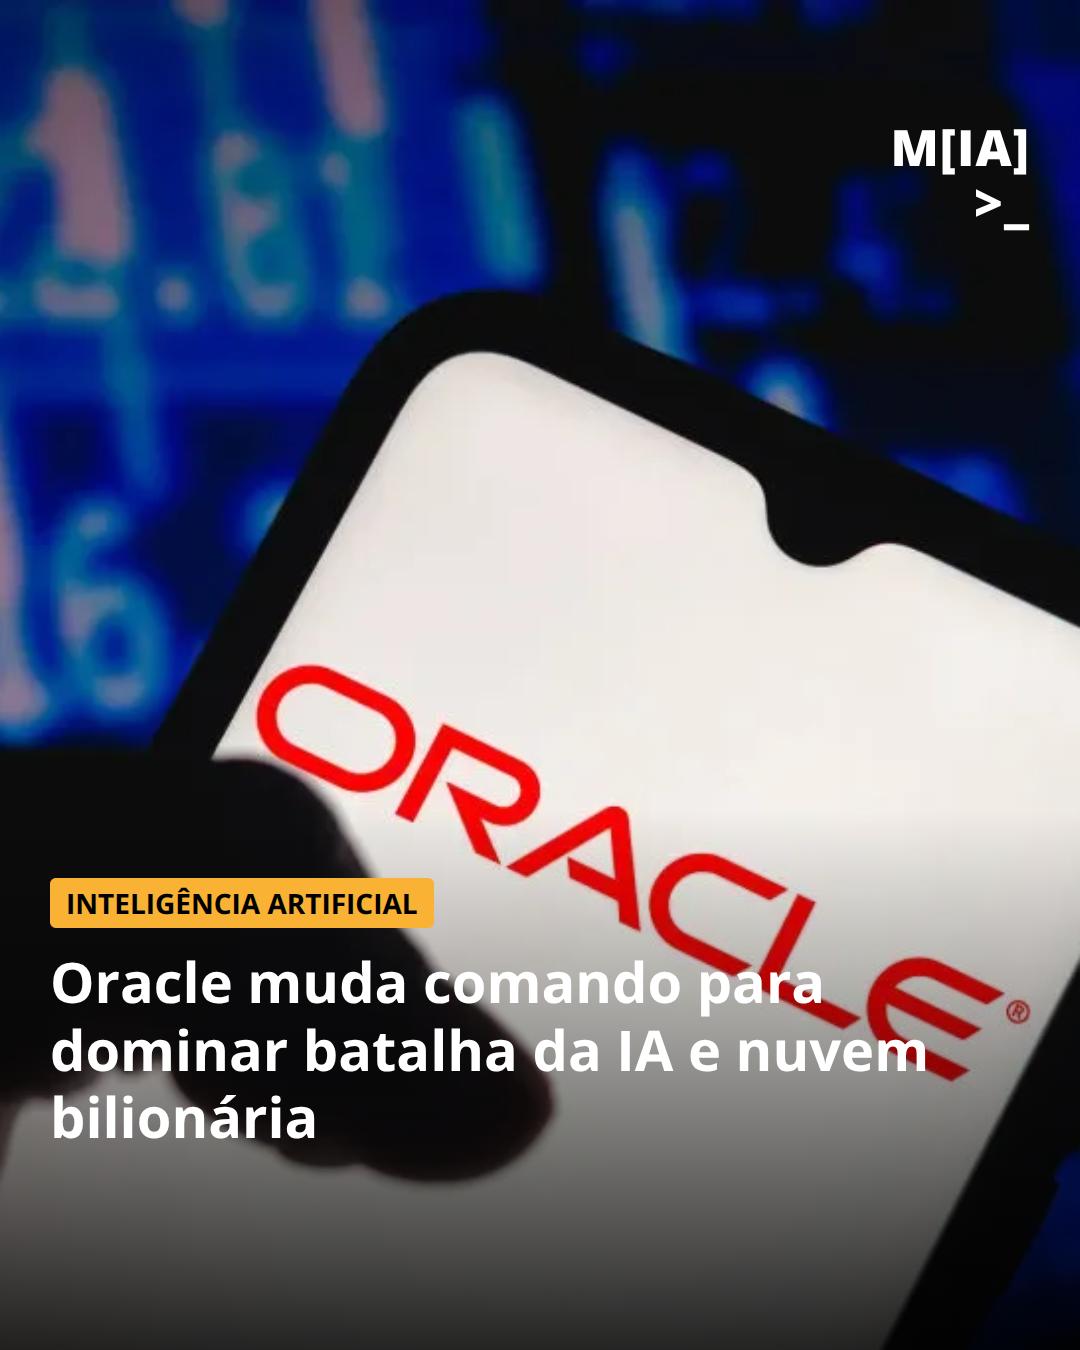 M[IA]
>_
ORACLE®
INTELIGÊNCIA ARTIFICIAL
Oracle muda comando para
dominar batalha da IA e nuvem
bilionária